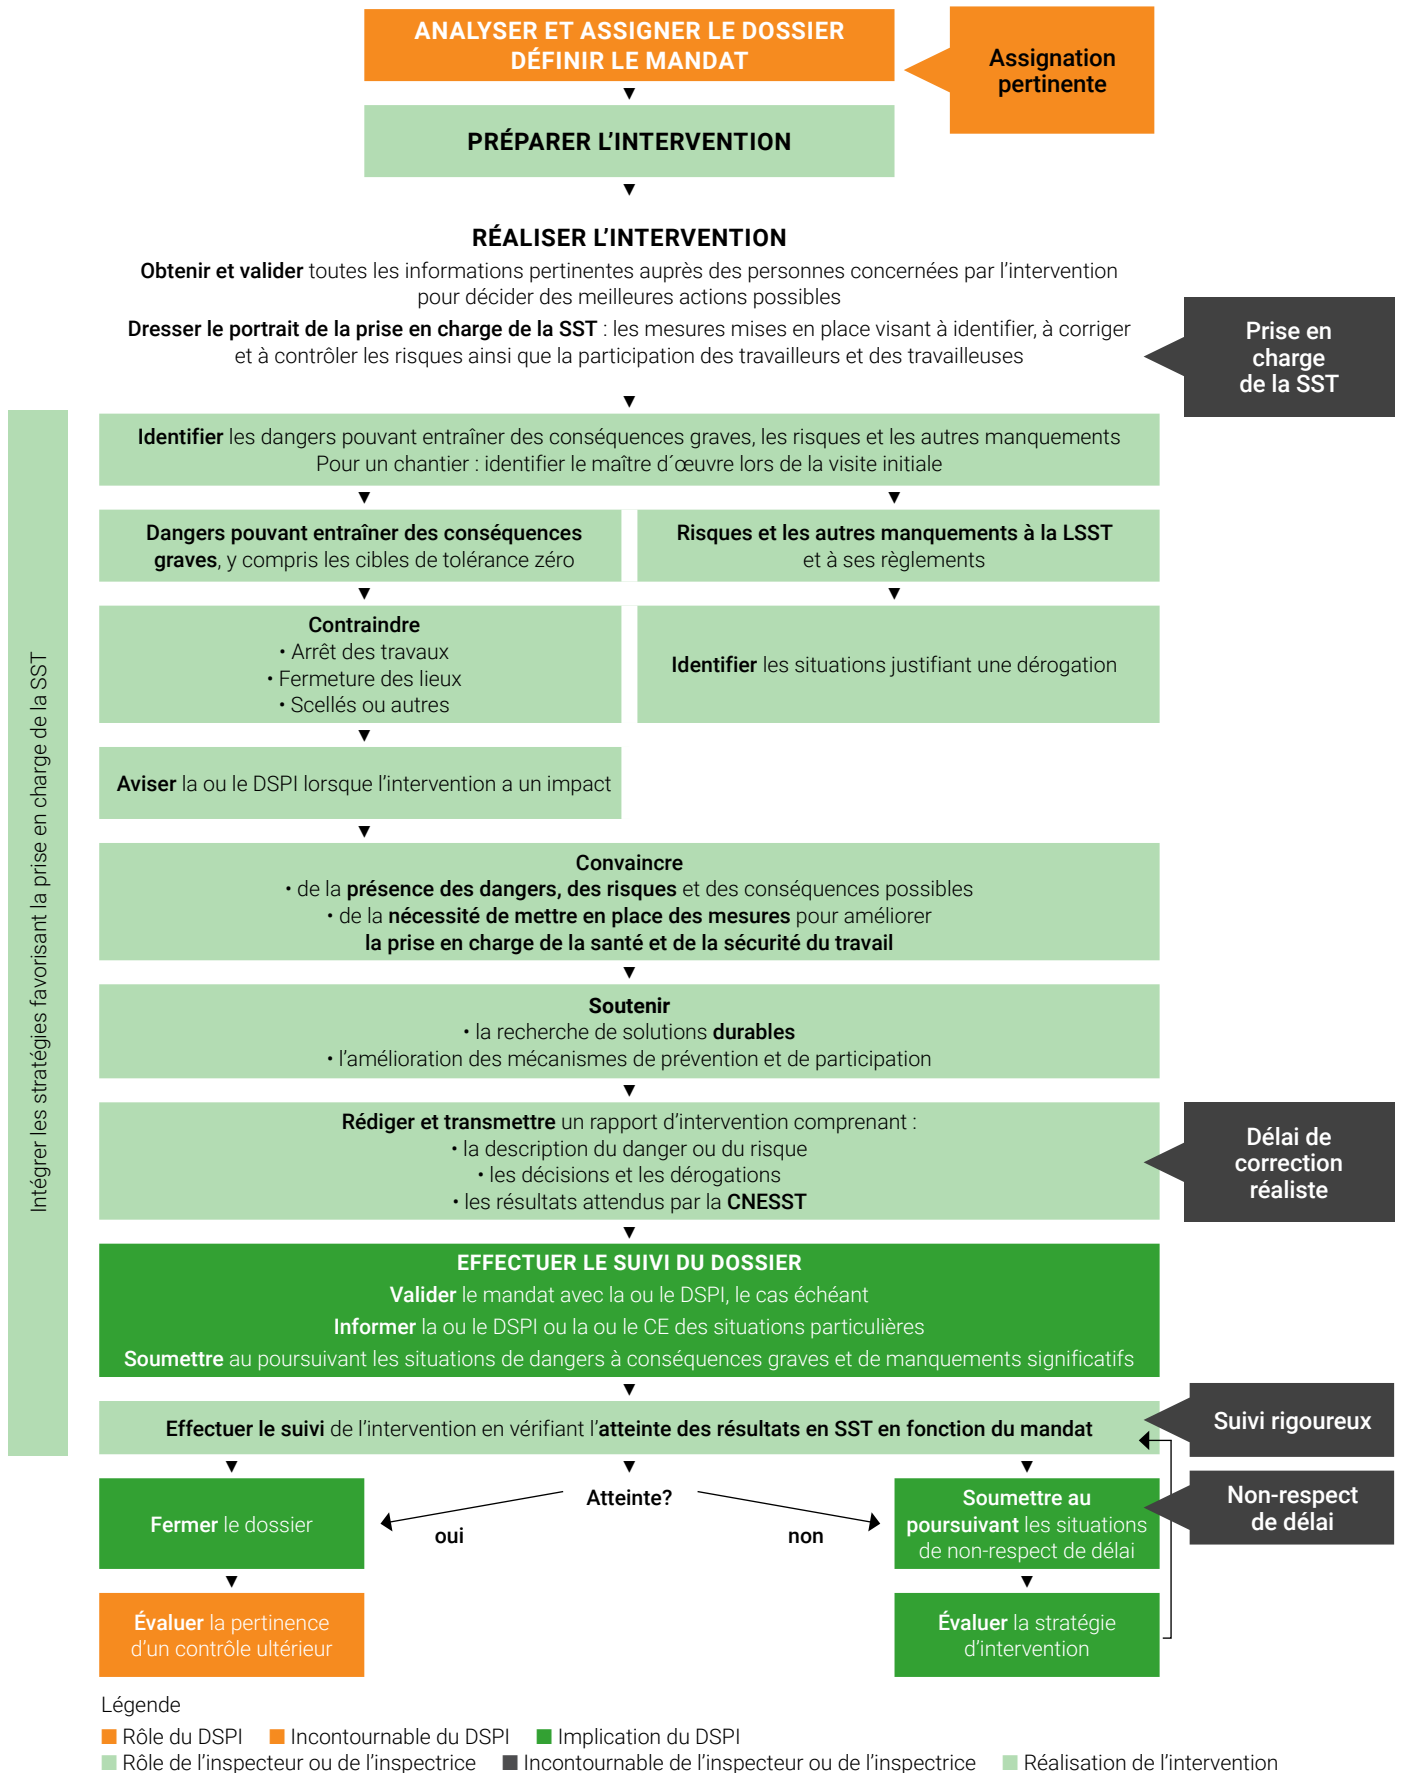 ANALYSER ET ASSIGNER LE DOSSIER
DÉFINIR LE MANDAT
Assignation
pertinente
PRÉPARER L’INTERVENTION
RÉALISER L’INTERVENTION
Obtenir et valider toutes les informations pertinentes auprès des personnes concernées par l’intervention
pour décider des meilleures actions possibles
Dresser le portrait de la prise en charge de la SST : les mesures mises en place visant à identifier, à corriger
et à contrôler les risques ainsi que la participation des travailleurs et des travailleuses
Prise en
charge
de la SST
Intégrer les stratégies favorisant la prise en charge de la SST
Identifier les dangers pouvant entraîner des conséquences graves, les risques et les autres manquements
Pour un chantier : identifier le maître d´œuvre lors de la visite initiale
Dangers pouvant entraîner des conséquences
graves, y compris les cibles de tolérance zéro
Risques et les autres manquements à la LSST
et à ses règlements
Contraindre
• Arrêt des travaux
• Fermeture des lieux
• Scellés ou autres
Identifier les situations justifiant une dérogation
Aviser la ou le DSPI lorsque l’intervention a un impact
Convaincre
• de la présence des dangers, des risques et des conséquences possibles
• de la nécessité de mettre en place des mesures pour améliorer
la prise en charge de la santé et de la sécurité du travail
Soutenir
• la recherche de solutions durables
• l’amélioration des mécanismes de prévention et de participation
Rédiger et transmettre un rapport d’intervention comprenant :
• la description du danger ou du risque
• les décisions et les dérogations
• les résultats attendus par la CNESST
Délai de
correction
réaliste
EFFECTUER LE SUIVI DU DOSSIER
Valider le mandat avec la ou le DSPI, le cas échéant
Informer la ou le DSPI ou la ou le CE des situations particulières
Soumettre au poursuivant les situations de dangers à conséquences graves et de manquements significatifs
Effectuer le suivi de l’intervention en vérifiant l’atteinte des résultats en SST en fonction du mandat
Suivi rigoureux
Fermer le dossier
Atteinte?
oui
non
Soumettre au
poursuivant les situations
de non-respect de délai
Non-respect
de délai
Évaluer la pertinence
d’un contrôle ultérieur
Évaluer la stratégie
d’intervention
Légende
Rôle du DSPI Incontournable du DSPI Implication du DSPI
Rôle de l’inspecteur ou de l’inspectrice Incontournable de l’inspecteur ou de l’inspectrice Réalisation de l’intervention